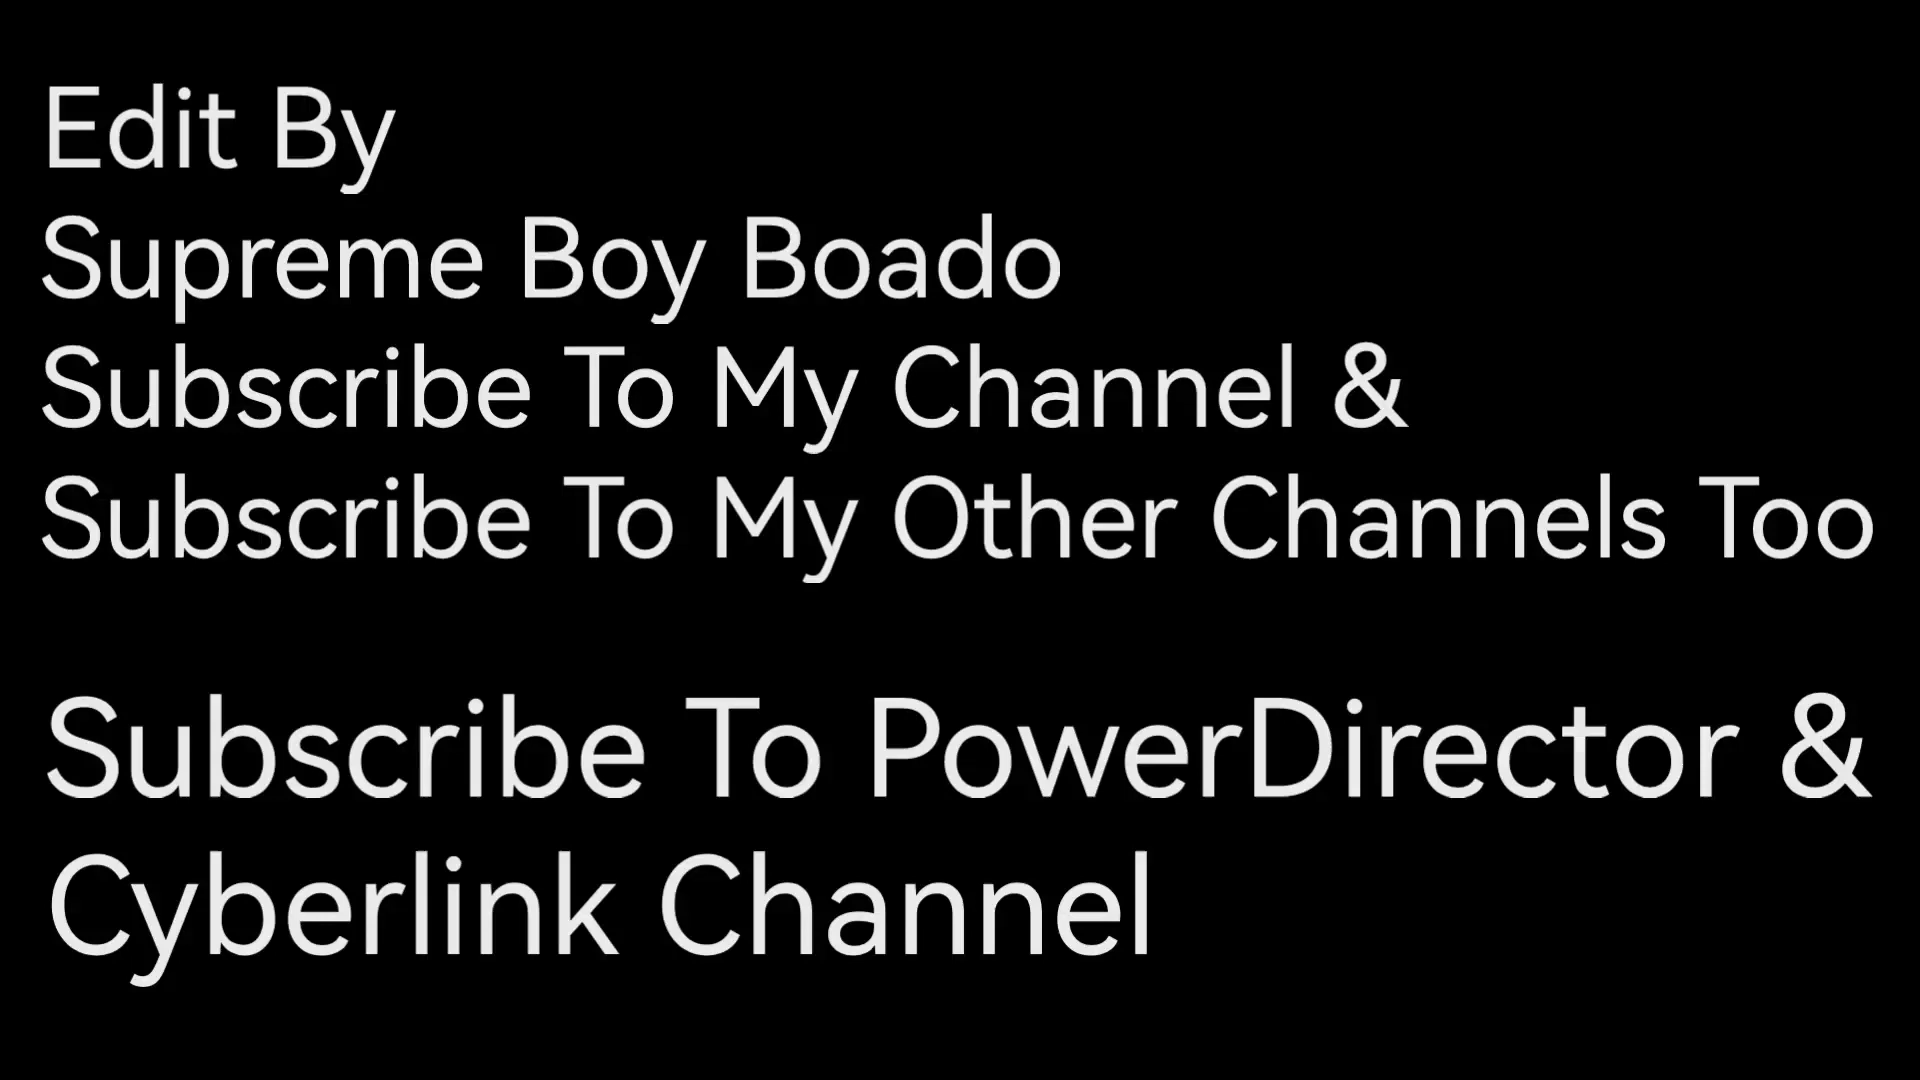 Edit By
Supreme Boy Boado
Subscribe To My Channel &
Subscribe To My Other Channels Too
Subscribe To PowerDirector &
Cyberlink Channel